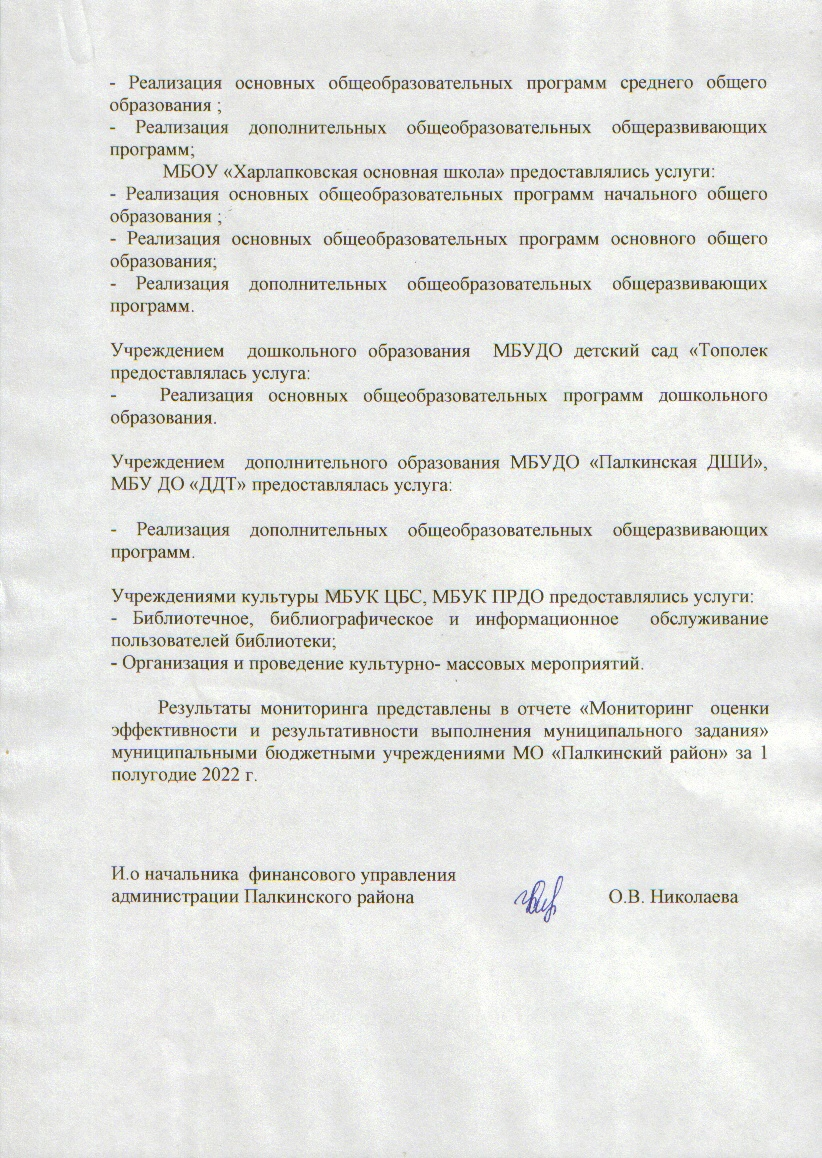 - Реализация основных общеобразовательных программ среднего общего
образования ;
- Реализация дополнительных общеобразовательных общеразвивающих
программ;
МБОУ «Харлапковская основная школа» предоставлялись услуги:
- Реализация основных общеобразовательных программ начального общего
образования ;
- Реализация основных общеобразовательных программ основного общего
образования;
- Реализация дополнительных общеобразовательных общеразвивающих
программ.
Учреждением дошкольного образования МБУДО детский сад «Тополек
предоставлялась услуга:
- Реализация основных общеобразовательных программ дошкольного
образования.
Учреждением дополнительного образования МБУДО «Палкинская ДШИ»,
МБУ ДО «ДДТ» предоставлялась услуга:
- Реализация дополнительных общеобразовательных общеразвивающих
программ.
Учреждениями культуры МБУК ЦБС, МБУК ПРДО предоставлялись услуги:
- Библиотечное, библиографическое и информационное обслуживание
пользователей библиотеки;
- Организация и проведение культурно- массовых мероприятий.
Результаты мониторинга представлены в отчете «Мониторинг оценки
эффективности и результативности выполнения муниципального задания»
муниципальными бюджетными учреждениями МО «Палкинский район» за 1
полугодие 2022 г.
И.о начальника финансового управления
администрации Палкинского района О.В. Николаева